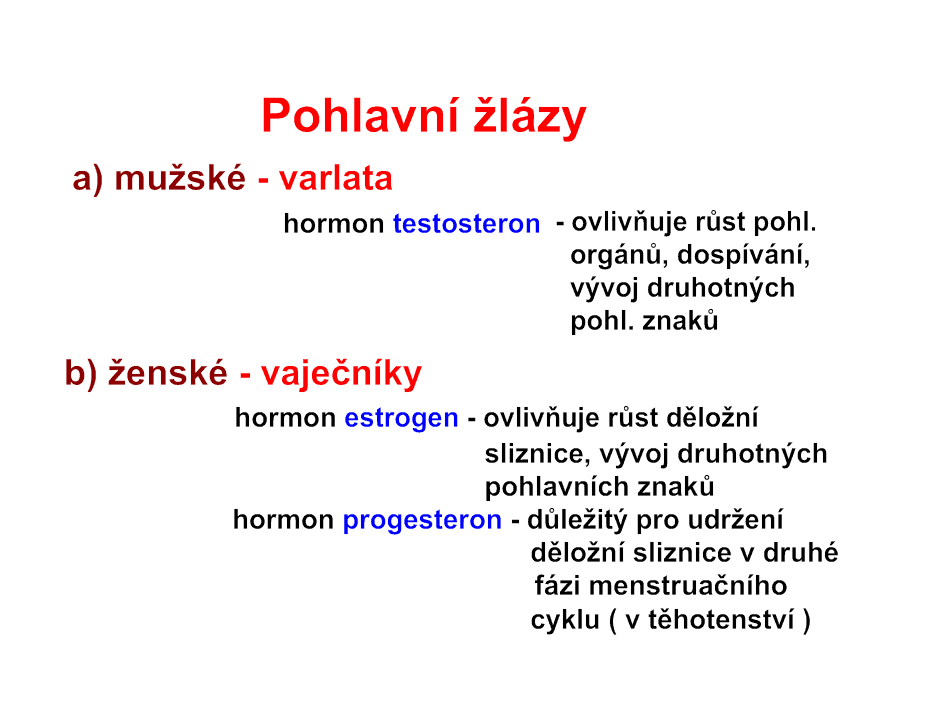 Pohlavní žlázy
a) mužské - varlata
hormon testosteron - ovlivňuje růst pohl.
orgánů, dospívání,
vývoj druhotných
pohl. znaků
b) ženské - vaječníky
hormon estrogen - ovlivňuje růst děložní
sliznice, vývoj druhotných
pohlavních znaků
hormon progesteron - důležitý pro udržení
děložní sliznice v druhé
fázi menstruačního
cyklu ( v těhotenství )